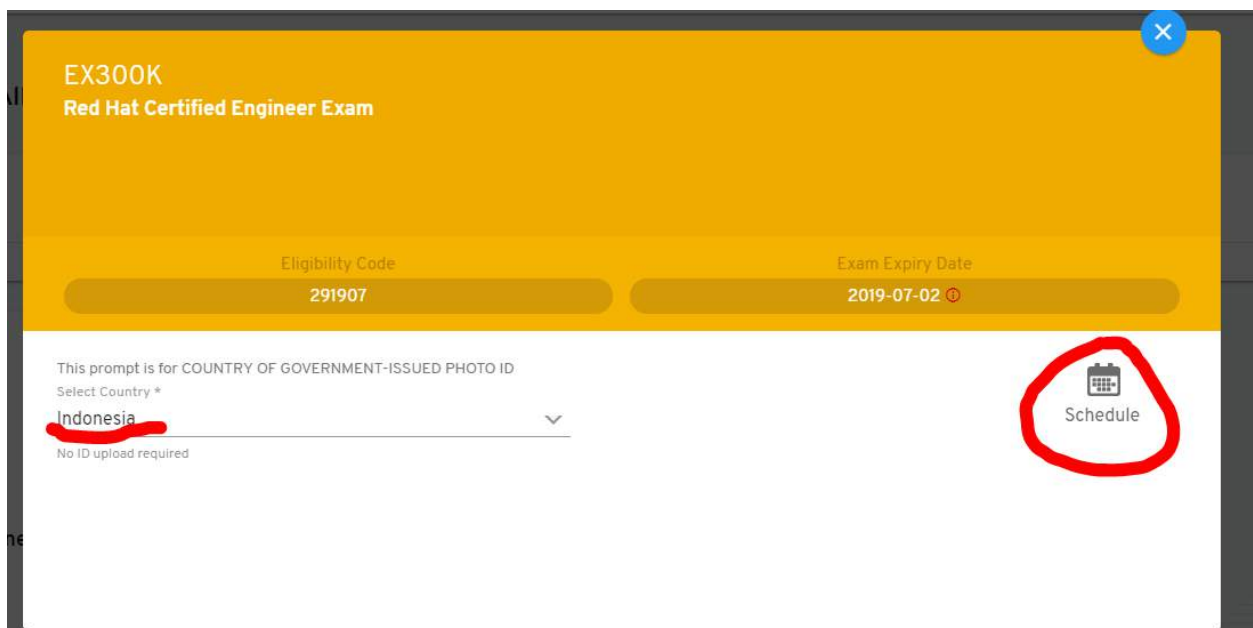 EX300K
Red Hat Certified Engineer Exam
Eligibility Code
Exam Expiry Date
291907
2019-07-02
This prompt is for COUNTRY OF GOVERNMENT-ISSUED PHOTO ID
Select Country *
Indonesia
No ID upload required
Schedule